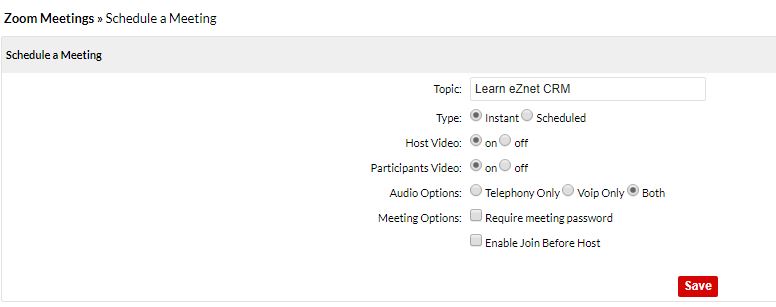 Zoom Meetings » Schedule a Meeting
Schedule a Meeting
Topic: Learn eZnet CRM
Type: Instant Scheduled
Host Video: on off
Participants Video: on off
Audio Options: Telephony Only Voip Only Both
Meeting Options: Require meeting password
Enable Join Before Host
Save